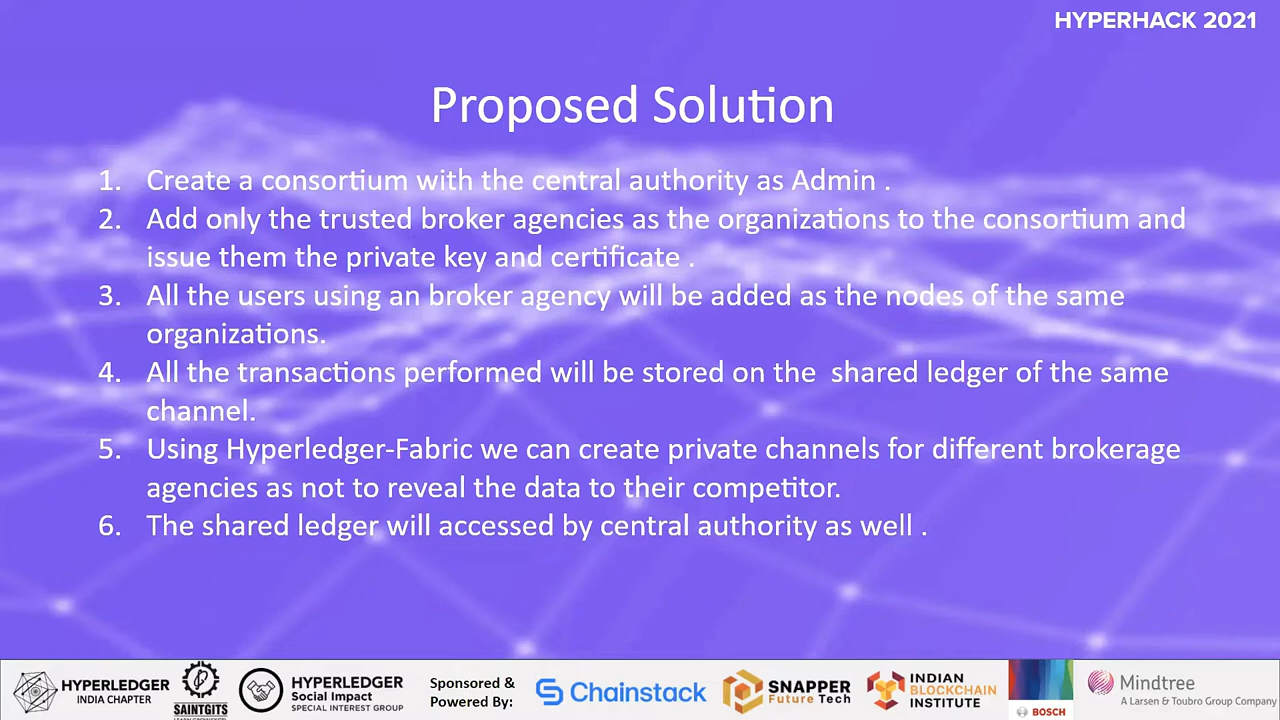 HYPERHACK 2021
Proposed Solution
1. Create a consortium with the central authority as Admin .
2. Add only the trusted broker agencies as the organizations to the consortium and
issue them the private key and certificate .
3. All the users using an broker agency will be added as the nodes of the same
organizations.
4. All the transactions performed will be stored on the  shared ledger of the same
channel.
5. Using Hyperledger-Fabric we can create private channels for different brokerage
agencies as not to reveal the data to their competitor.
6. The shared ledger will accessed by central authority as well .
HYPERLEDGER
INDIA CHAPTER
SAINTGITS
HYPERLEDGER
Social Impact
SPECIAL INTEREST GROUP
Sponsored &
Powered By:
Chainstack
SNAPPER
Future Tech
INDIAN
BLOCKCHAIN
INSTITUTE
BOSCH
Mindtree
A Larsen & Toubro Group Company